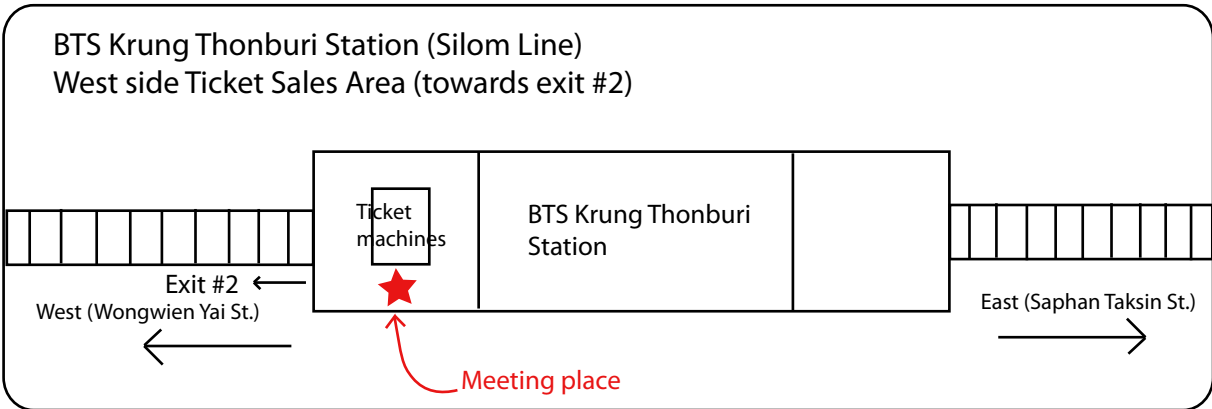 BTS Krung Thonburi Station (Silom Line)
West side Ticket Sales Area (towards exit #2)
Ticket
machines
BTS Krung Thonburi
Station
Exit #2
West (Wongwien Yai St.)
East (Saphan Taksin St.)
Meeting place